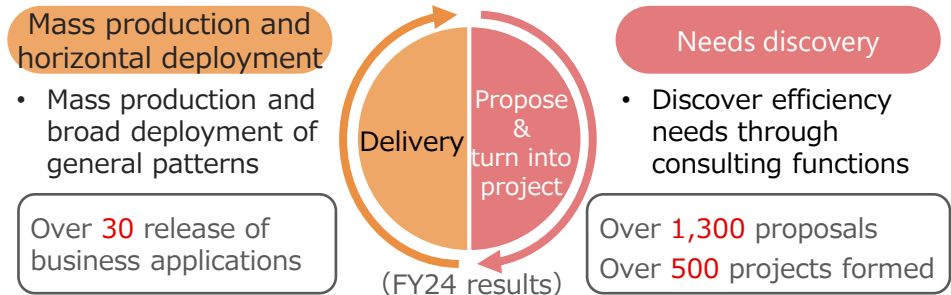 Mass production and
horizontal deployment
• Mass production and
broad deployment of
general patterns
Over 30 release of
business applications
Delivery
Propose
&
turn into
project
(FY24 results)
Needs discovery
• Discover efficiency
needs through
consulting functions
Over 1,300 proposals
Over 500 projects formed